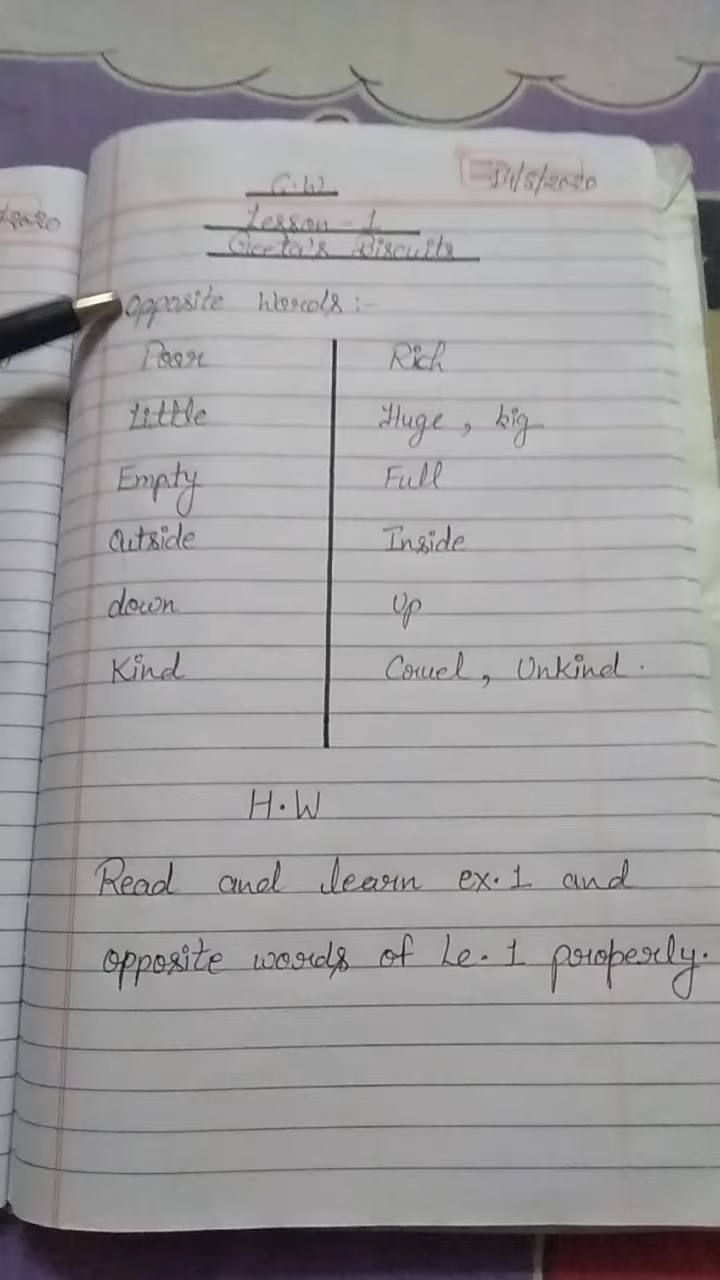 C.W
Lesson - 1
Geeta's Biscuits
Opposite Words :-
Poor Rich
Little Huge , big
Empty Full
Outside Inside
down Up
Kind Cruel , Unkind .
H.W
Read and learn ex. 1 and
opposite words of Le. 1 properly.